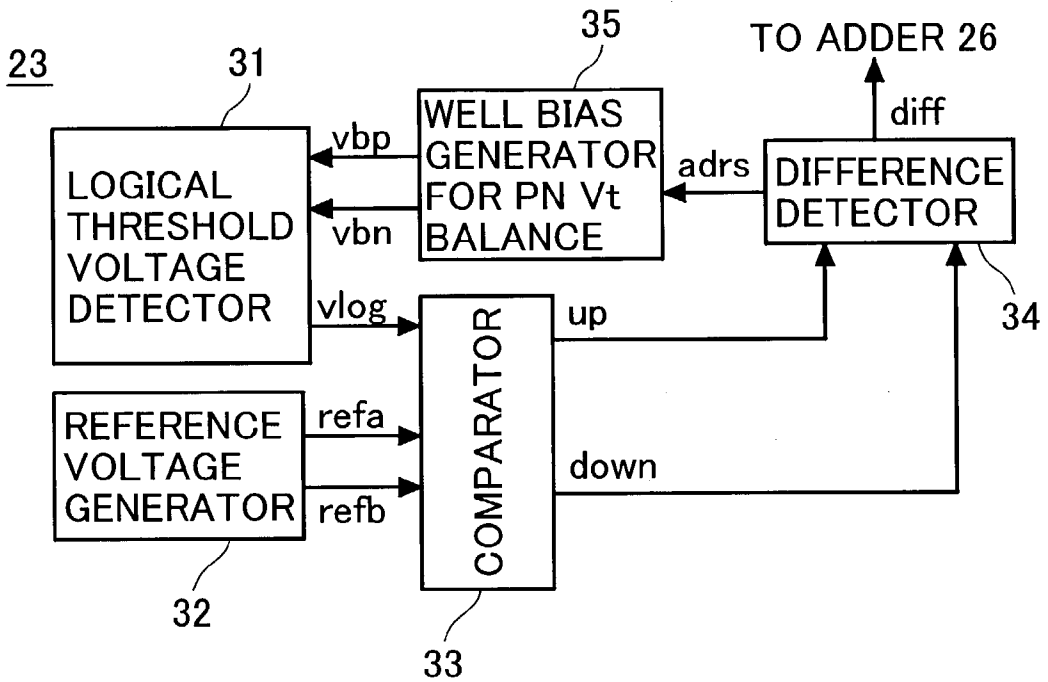 TO ADDER 26
35
23
31
WELL BIAS
GENERATOR
FOR PN Vt
BALANCE
vbp
vbn
diff
adrs
DIFFERENCE
DETECTOR
LOGICAL
THRESHOLD
VOLTAGE
DETECTOR
vlog
up
34
REFERENCE
VOLTAGE
GENERATOR
refa
refb
COMPARATOR
down
32
33